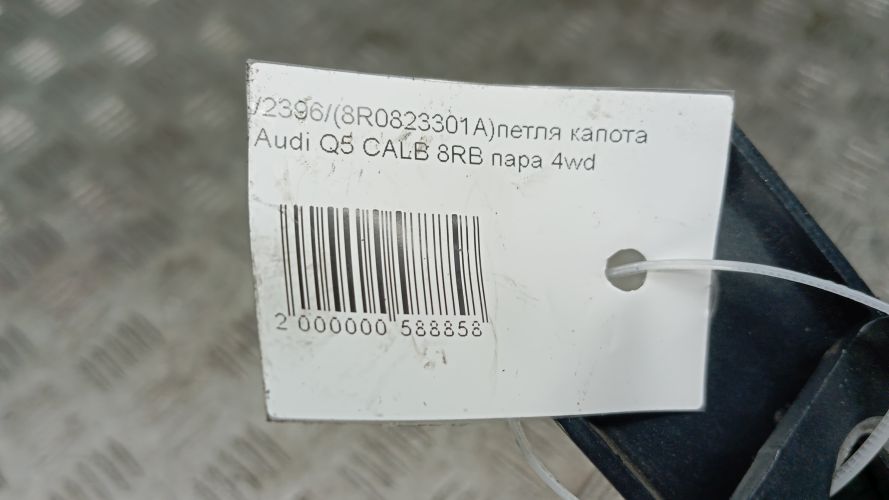 /2396/(8R0823301A)петля капота
Audi Q5 CALB 8RB пара 4wd
2 000000 588858